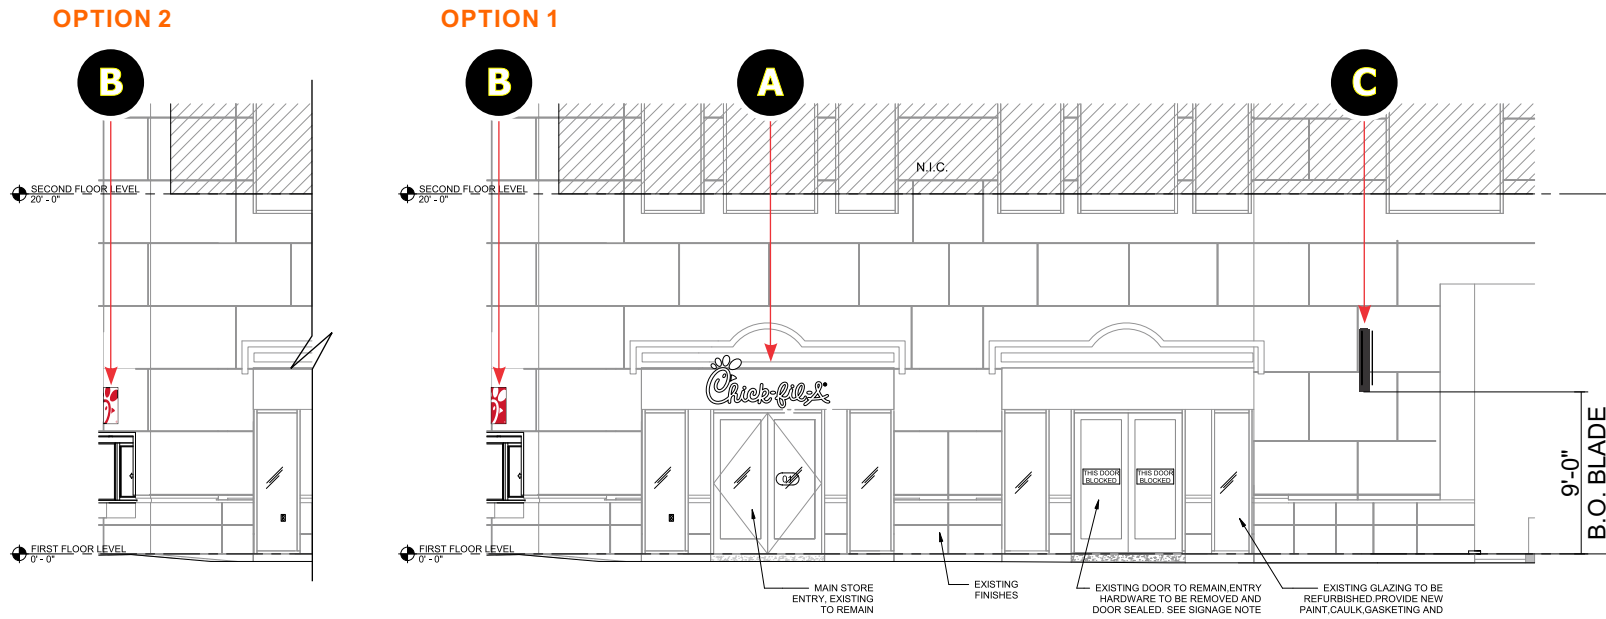 OPTION 2
OPTION 1
B
B
A
C
N.I.C.
SECOND FLOOR LEVEL
20' - 0"
SECOND FLOOR LEVEL
20' - 0"
Chick-fil-A
THIS DOOR
BLOCKED
THIS DOOR
BLOCKED
01
9'-0"
B.O. BLADE
FIRST FLOOR LEVEL
0' - 0"
FIRST FLOOR LEVEL
0' - 0"
MAIN STORE
ENTRY, EXISTING
TO REMAIN
EXISTING
FINISHES
EXISTING DOOR TO REMAIN,ENTRY
HARDWARE TO BE REMOVED AND
DOOR SEALED. SEE SIGNAGE NOTE
EXISTING GLAZING TO BE
REFURBISHED.PROVIDE NEW
PAINT,CAULK,GASKETING AND